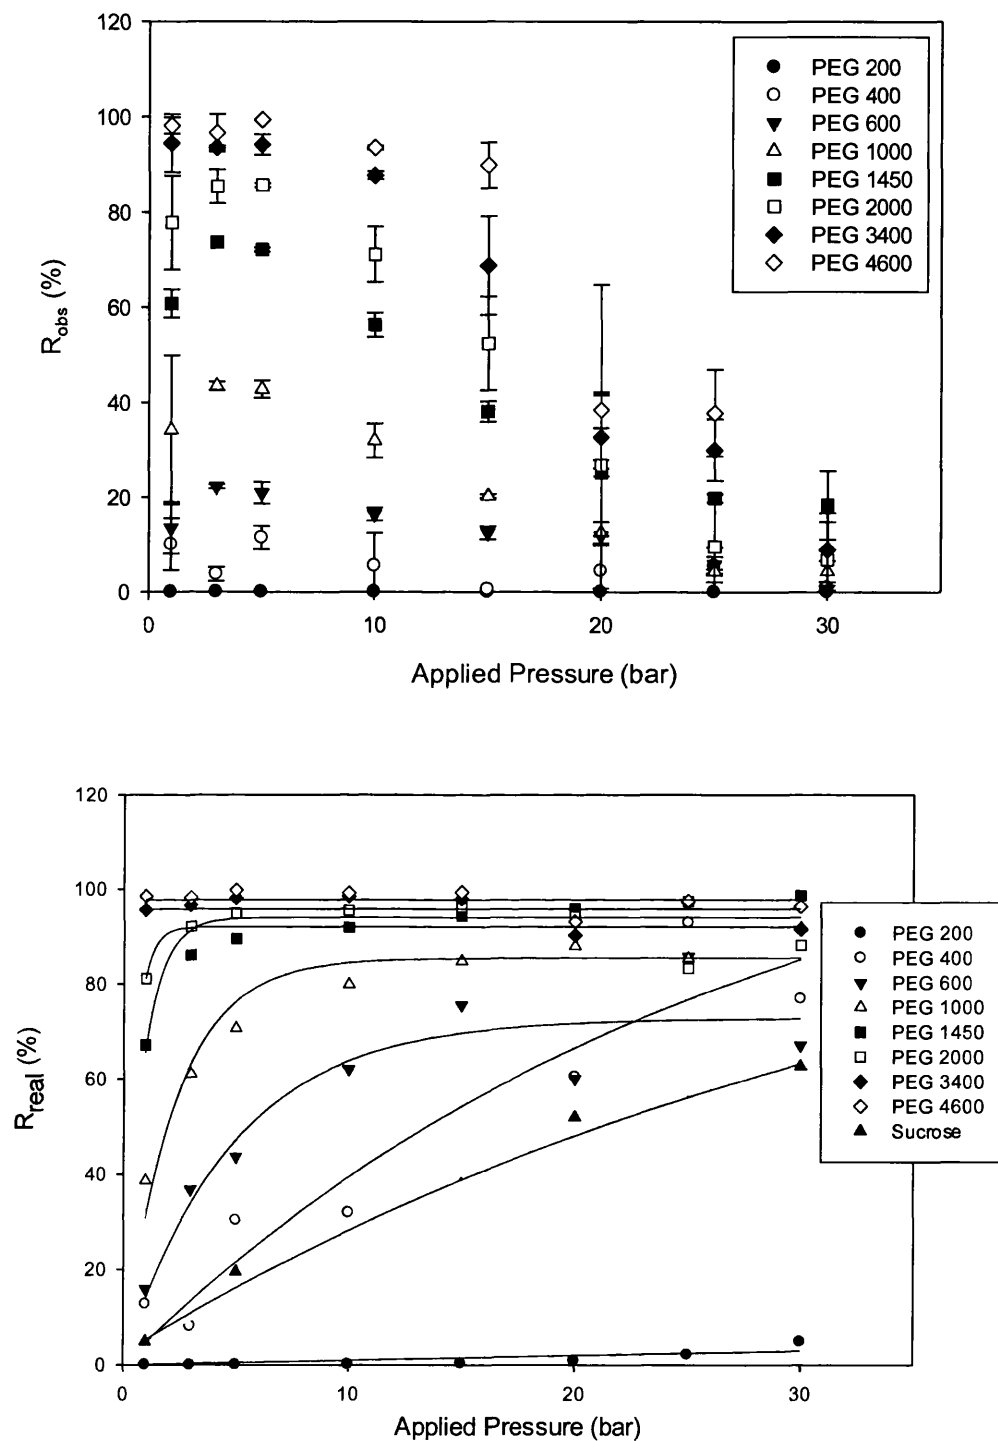 120
100
80
60
40
20
0
R_obs (%)
0 10 20 30
Applied Pressure (bar)
PEG 200
PEG 400
PEG 600
PEG 1000
PEG 1450
PEG 2000
PEG 3400
PEG 4600
120
100
80
60
40
20
0
R_real (%)
0 10 20 30
Applied Pressure (bar)
PEG 200
PEG 400
PEG 600
PEG 1000
PEG 1450
PEG 2000
PEG 3400
PEG 4600
Sucrose